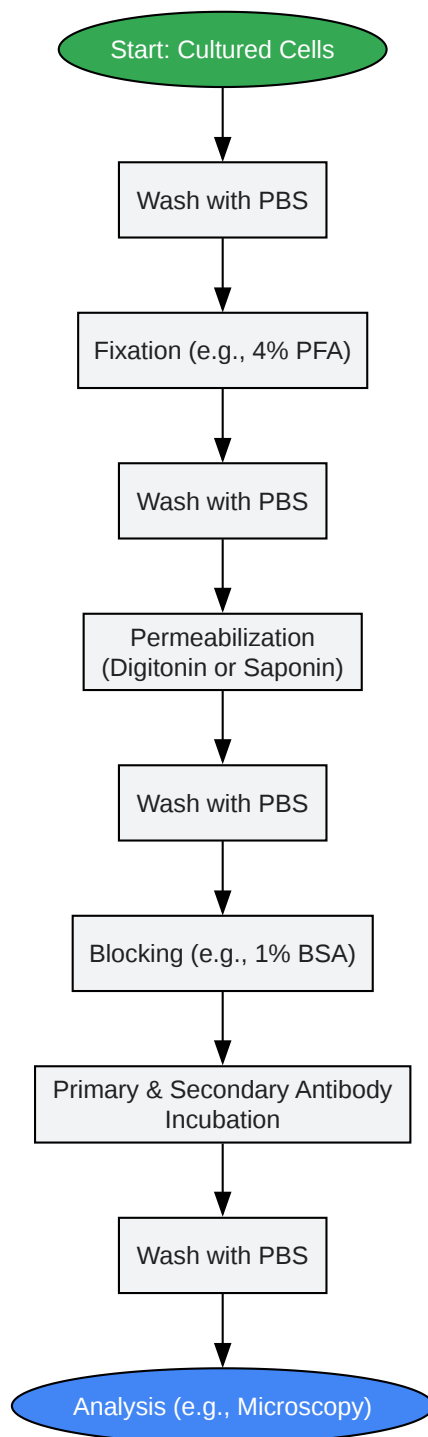 Start: Cultured Cells
Wash with PBS
Fixation (e.g., 4% PFA)
Wash with PBS
Permeabilization
(Digitonin or Saponin)
Wash with PBS
Blocking (e.g., 1% BSA)
Primary & Secondary Antibody
Incubation
Wash with PBS
Analysis (e.g., Microscopy)